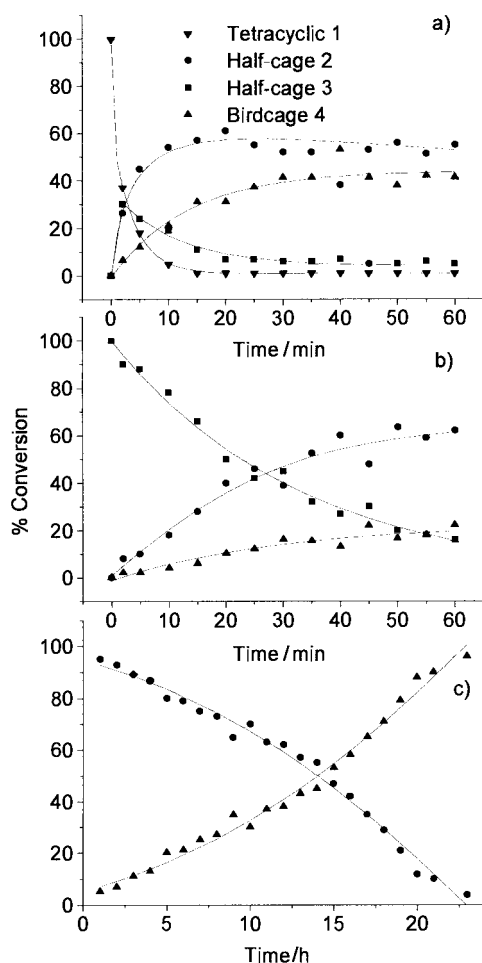 a)
Tetracyclic 1
Half-cage 2
Half-cage 3
Birdcage 4
100
80
60
40
20
0
0 10 20 30 40 50 60
Time / min
b)
100
80
60
40
20
0
% Conversion
0 10 20 30 40 50 60
Time / min
c)
100
80
60
40
20
0
0 5 10 15 20
Time/h